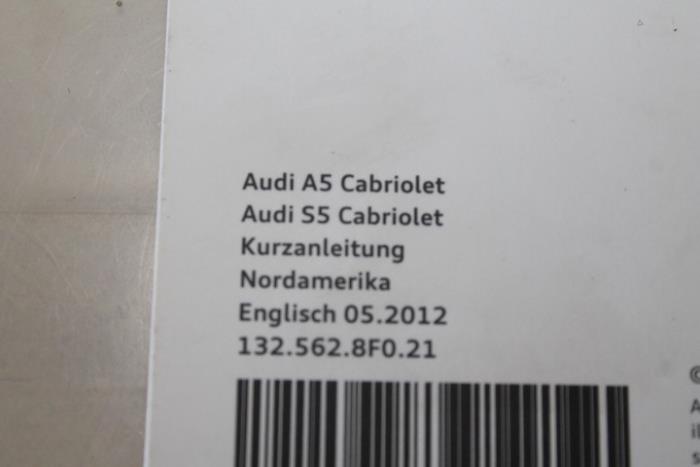 Audi A5 Cabriolet
Audi S5 Cabriolet
Kurzanleitung
Nordamerika
Englisch 05.2012
132.562.8F0.21
©
A